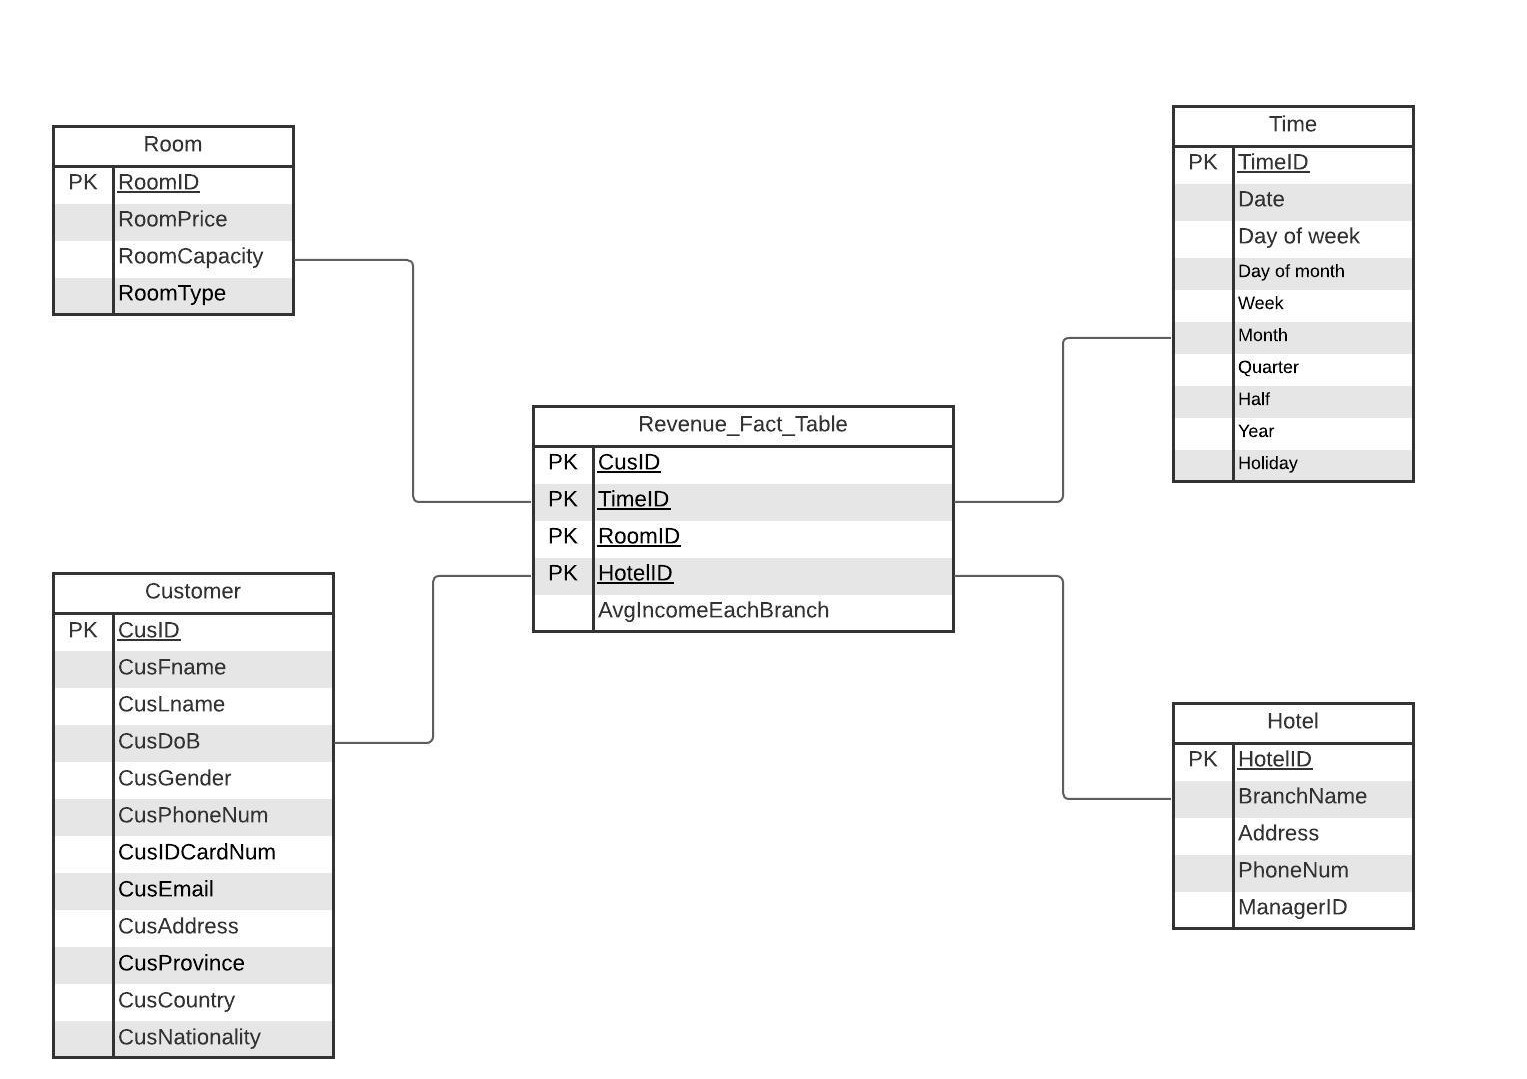 Room
PK RoomID
RoomPrice
RoomCapacity
RoomType
Time
PK TimeID
Date
Day of week
Day of month
Week
Month
Quarter
Half
Year
Holiday
Revenue_Fact_Table
PK CusID
PK TimeID
PK RoomID
PK HotelID
AvgIncomeEachBranch
Customer
PK CusID
CusFname
CusLname
CusDoB
CusGender
CusPhoneNum
CusIDCardNum
CusEmail
CusAddress
CusProvince
CusCountry
CusNationality
Hotel
PK HotelID
BranchName
Address
PhoneNum
ManagerID